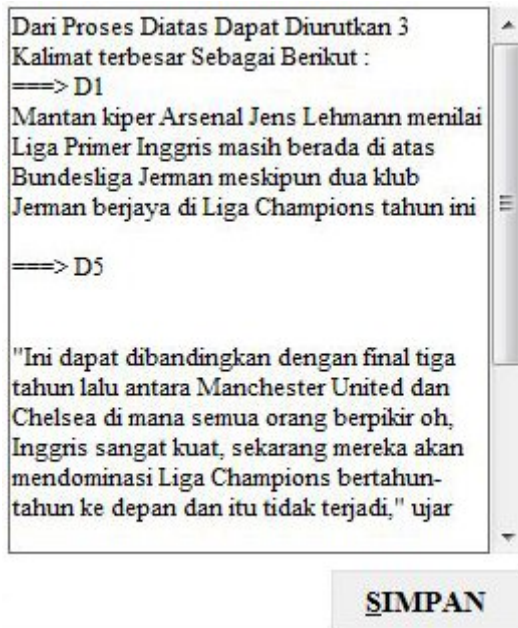 Dari Proses Diatas Dapat Diurutkan 3
Kalimat terbesar Sebagai Berikut :
===> D1
Mantan kiper Arsenal Jens Lehmann menilai
Liga Primer Inggris masih berada di atas
Bundesliga Jerman meskipun dua klub
Jerman berjaya di Liga Champions tahun ini
===> D5
"Ini dapat dibandingkan dengan final tiga
tahun lalu antara Manchester United dan
Chelsea di mana semua orang berpikir oh,
Inggris sangat kuat, sekarang mereka akan
mendominasi Liga Champions bertahun-
tahun ke depan dan itu tidak terjadi," ujar
SIMPAN